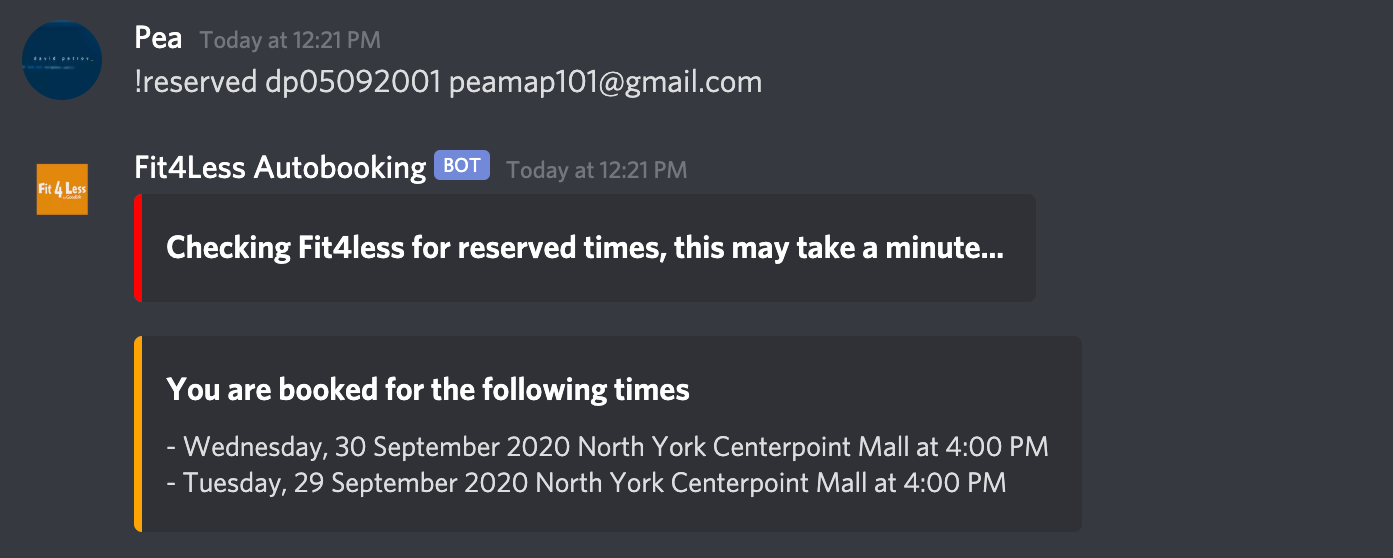 david petros.
Pea Today at 12:21 PM
!reserved dp05092001 peamap101@gmail.com
Fit 4 Less
Fit4Less Autobooking BOT Today at 12:21 PM
Checking Fit4less for reserved times, this may take a minute...
You are booked for the following times
- Wednesday, 30 September 2020 North York Centerpoint Mall at 4:00 PM
- Tuesday, 29 September 2020 North York Centerpoint Mall at 4:00 PM